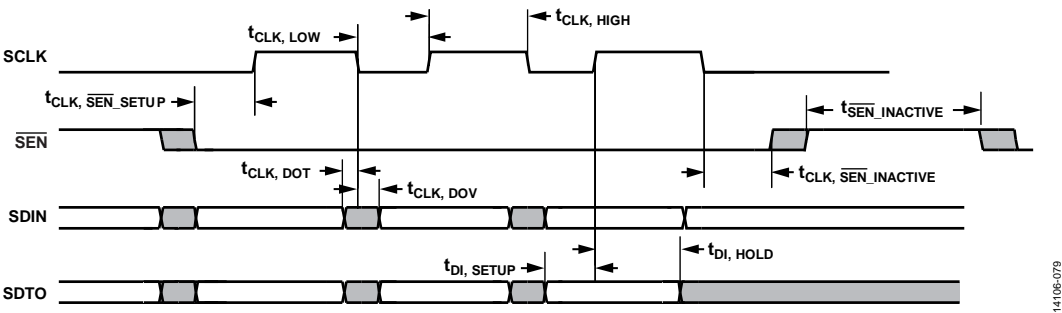 SCLK
tCLK, LOW
tCLK, HIGH
tCLK, SEN_SETUP
SEN
tSEN_INACTIVE
tCLK, SEN_INACTIVE
tCLK, DOT
tCLK, DOV
SDIN
tDI, SETUP
tDI, HOLD
SDTO
14106-079